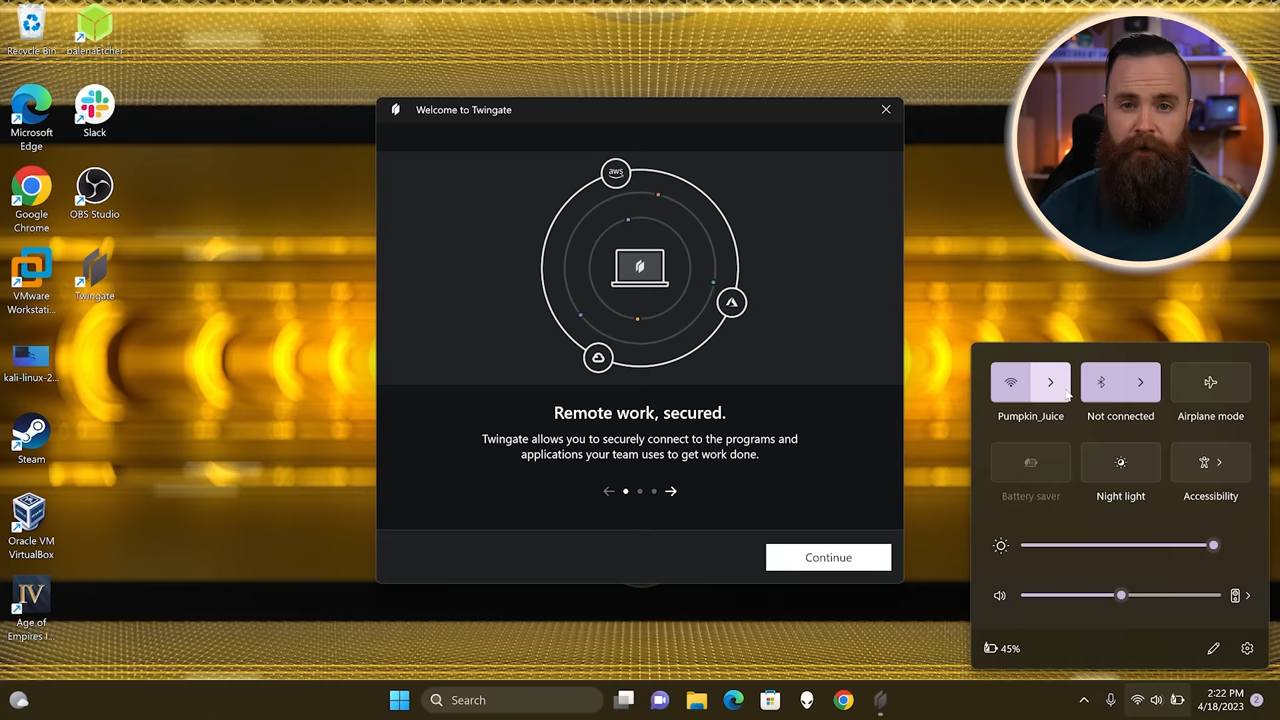 Recycle Bin
balenaEtcher
Microsoft
Edge
Slack
Google
Chrome
OBS Studio
VMware
Workstati...
Twingate
kali-linux-2...
Steam
Oracle VM
VirtualBox
IV
Age of
Empires I...
Welcome to Twingate
aws
Remote work, secured.
Twingate allows you to securely connect to the programs and
applications your team uses to get work done.
Continue
Pumpkin_Juice
Not connected
Airplane mode
Battery saver
Night light
Accessibility
45%
Search
2:22 PM
4/18/2023
2